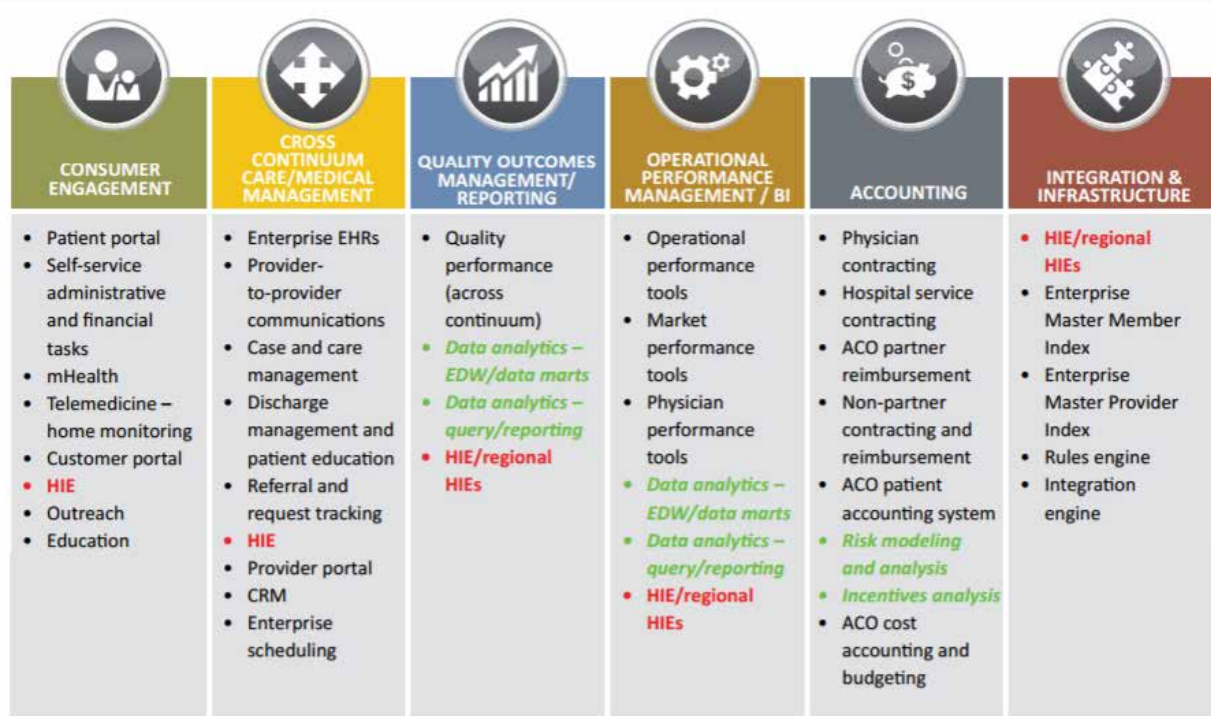 CONSUMER
ENGAGEMENT
• Patient portal
• Self-service
administrative
and financial
tasks
• mHealth
• Telemedicine –
home monitoring
• Customer portal
• HIE
• Outreach
• Education
CROSS
CONTINUUM
CARE/MEDICAL
MANAGEMENT
• Enterprise EHRs
• Provider-
to-provider
communications
• Case and care
management
• Discharge
management and
patient education
• Referral and
request tracking
• HIE
• Provider portal
• CRM
• Enterprise
scheduling
QUALITY OUTCOMES
MANAGEMENT/
REPORTING
• Quality
performance
(across
continuum)
• Data analytics –
EDW/data marts
• Data analytics –
query/reporting
• HIE/regional
HIEs
OPERATIONAL
PERFORMANCE
MANAGEMENT / BI
• Operational
performance
tools
• Market
performance
tools
• Physician
performance
tools
• Data analytics –
EDW/data marts
• Data analytics –
query/reporting
• HIE/regional
HIEs
$
ACCOUNTING
• Physician
contracting
• Hospital service
contracting
• ACO partner
reimbursement
• Non-partner
contracting and
reimbursement
• ACO patient
accounting system
• Risk modeling
and analysis
• Incentives analysis
• ACO cost
accounting and
budgeting
INTEGRATION &
INFRASTRUCTURE
• HIE/regional
HIEs
• Enterprise
Master Member
Index
• Enterprise
Master Provider
Index
• Rules engine
• Integration
engine